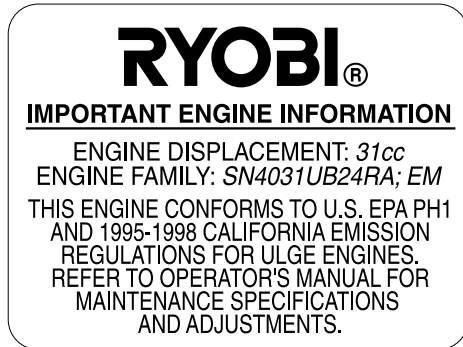 RYOBI®
IMPORTANT ENGINE INFORMATION
ENGINE DISPLACEMENT: 31cc
ENGINE FAMILY: SN4031UB24RA; EM
THIS ENGINE CONFORMS TO U.S. EPA PH1
AND 1995-1998 CALIFORNIA EMISSION
REGULATIONS FOR ULGE ENGINES.
REFER TO OPERATOR'S MANUAL FOR
MAINTENANCE SPECIFICATIONS
AND ADJUSTMENTS.